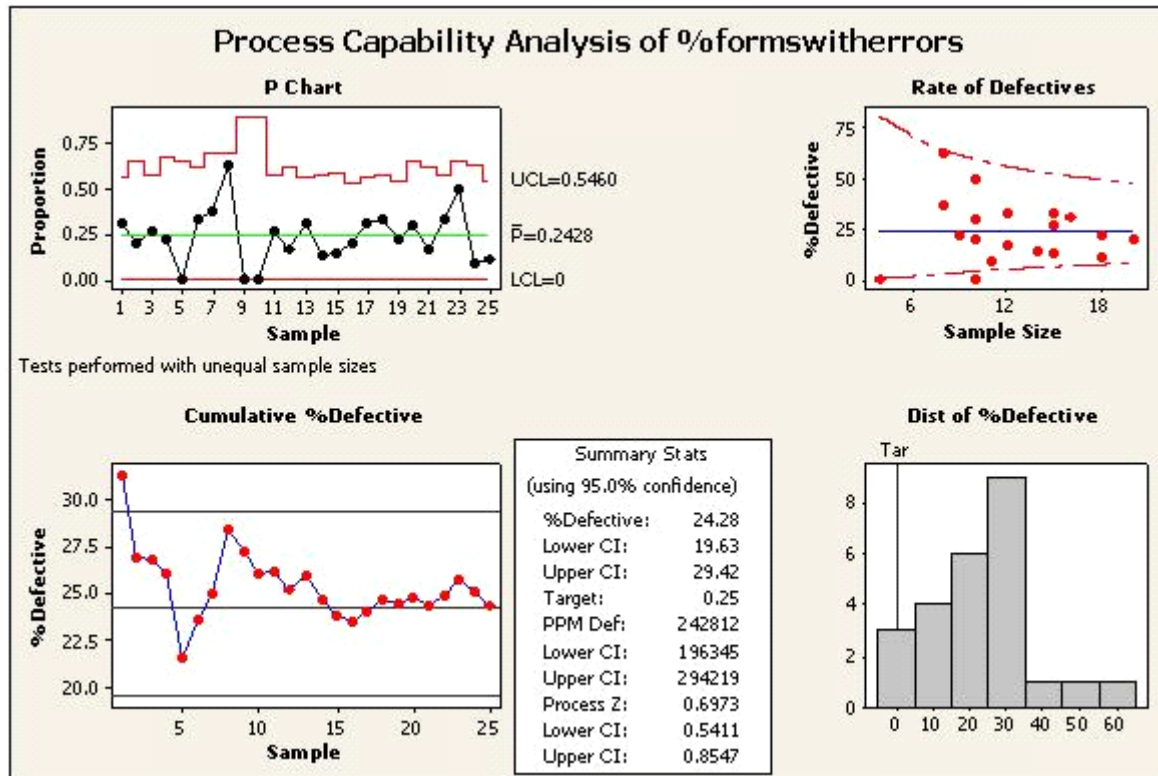 Process Capability Analysis of %formswitherrors
P Chart
Proportion
0.75
0.50
0.25
0.00
1 3 5 7 9 11 13 15 17 19 21 23 25
Sample
UCL=0.5460
P̄=0.2428
LCL=0
Tests performed with unequal sample sizes
Rate of Defectives
%Defective
75
50
25
0
6 12 18
Sample Size
Cumulative %Defective
%Defective
30.0
27.5
25.0
22.5
20.0
5 10 15 20 25
Sample
Summary Stats
(using 95.0% confidence)
%Defective: 24.28
Lower CI: 19.63
Upper CI: 29.42
Target: 0.25
PPM Def: 242812
Lower CI: 196345
Upper CI: 294219
Process Z: 0.6973
Lower CI: 0.5411
Upper CI: 0.8547
Dist of %Defective
Tar
8
6
4
2
0
0 10 20 30 40 50 60